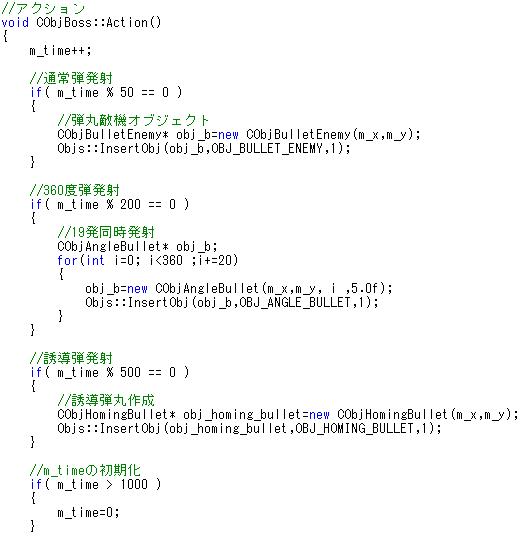 //アクション
void CObjBoss::Action()
{
m_time++;
//通常弾発射
if( m_time % 50 == 0 )
{
//弾丸敵機オブジェクト
CObjBulletEnemy* obj_b=new CObjBulletEnemy(m_x,m_y);
Objs::InsertObj(obj_b,OBJ_BULLET_ENEMY,1);
}
//360度弾発射
if( m_time % 200 == 0 )
{
//19発同時発射
CObjAngleBullet* obj_b;
for(int i=0; i<360 ;i+=20)
{
obj_b=new CObjAngleBullet(m_x,m_y, i ,5.0f);
Objs::InsertObj(obj_b,OBJ_ANGLE_BULLET,1);
}
}
//誘導弾発射
if( m_time % 500 == 0 )
{
//誘導弾丸作成
CObjHomingBullet* obj_homing_bullet=new CObjHomingBullet(m_x,m_y);
Objs::InsertObj(obj_homing_bullet,OBJ_HOMING_BULLET,1);
}
//m_timeの初期化
if( m_time > 1000 )
{
m_time=0;
}